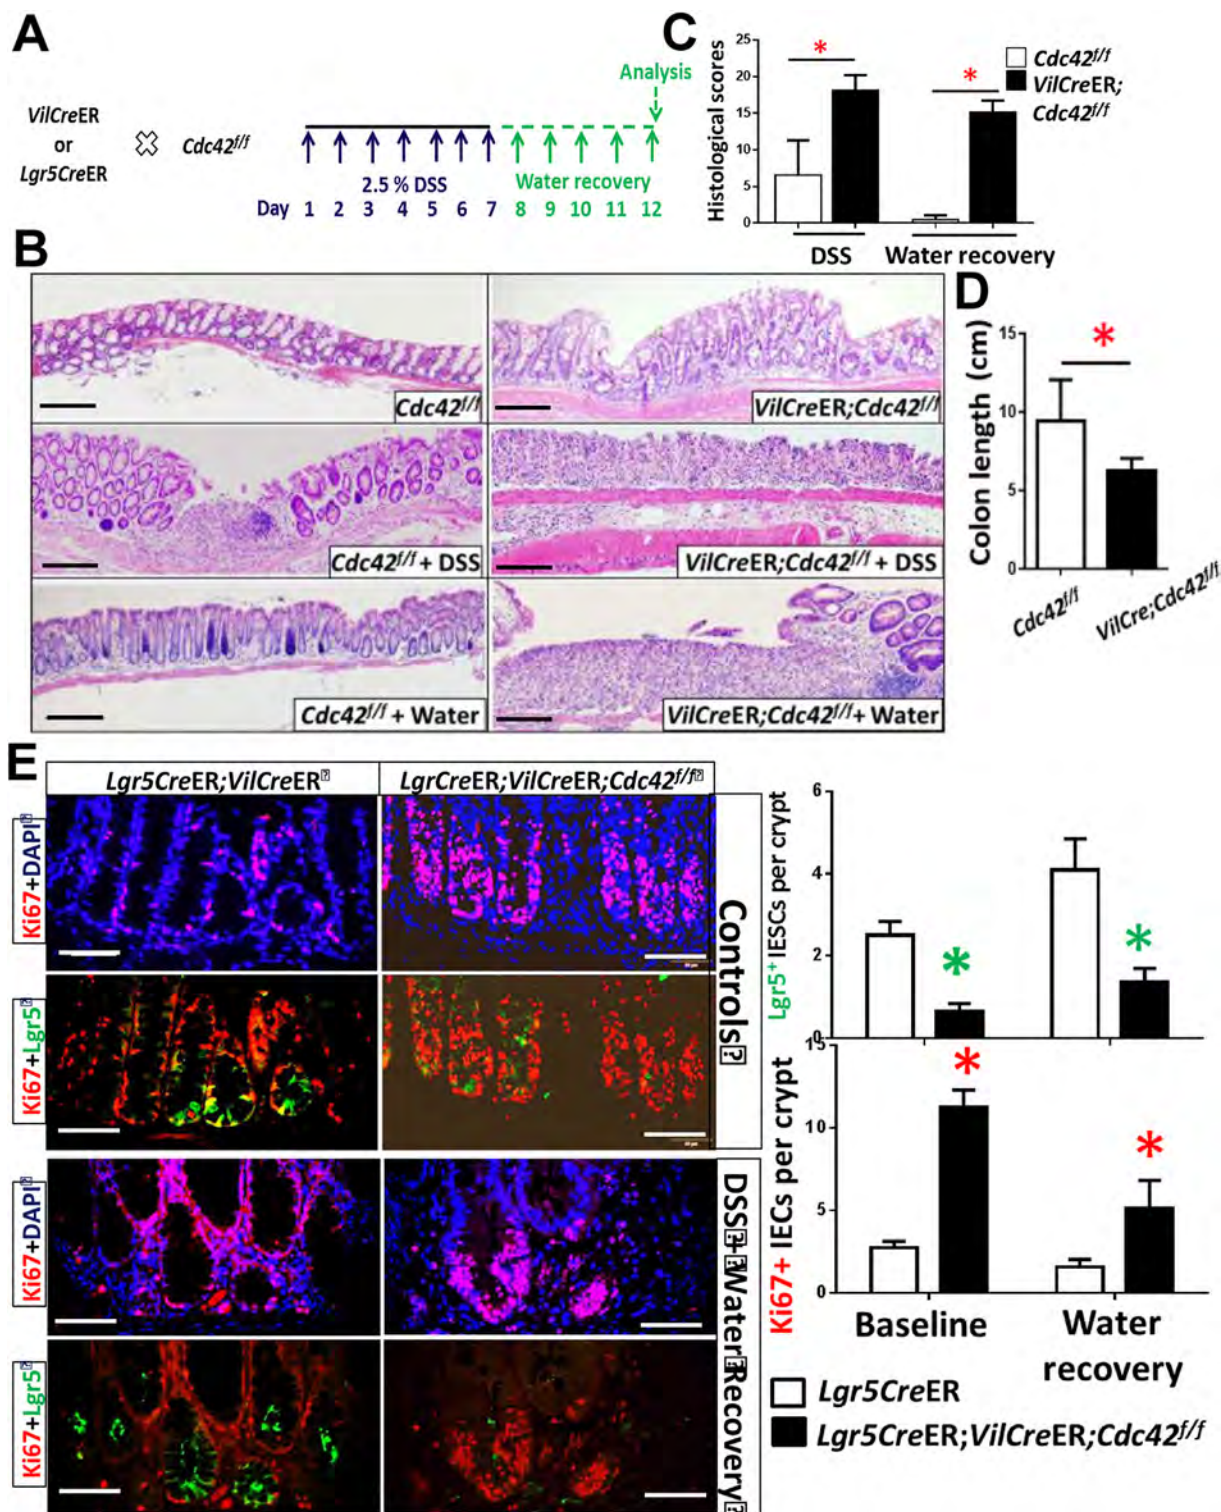 A
VilCreER
or
Lgr5CreER
Cdc42f/f
Analysis
2.5 % DSS
Water recovery
Day 1 2 3 4 5 6 7 8 9 10 11 12
C
Histological scores
25
20
15
10
5
0
*
*
Cdc42f/f
VilCreER;
Cdc42f/f
DSS
Water recovery
B
Cdc42f/f
VilCreER;Cdc42f/f
Cdc42f/f + DSS
VilCreER;Cdc42f/f + DSS
Cdc42f/f + Water
VilCreER;Cdc42f/f+ Water
D
Colon length (cm)
15
10
5
0
*
Cdc42f/f
VilCre;Cdc42f/f
E
Lgr5CreER;VilCreER
LgrCreER;VilCreER;Cdc42f/f
Ki67+DAPI
Ki67+Lgr5
Controls
Ki67+DAPI
Ki67+Lgr5
DSS + Water Recovery
Lgr5+ IESCs per crypt
6
4
2
0
*
*
Ki67+ IECs per crypt
15
10
5
0
*
*
Baseline
Water
recovery
Lgr5CreER
Lgr5CreER;VilCreER;Cdc42f/f